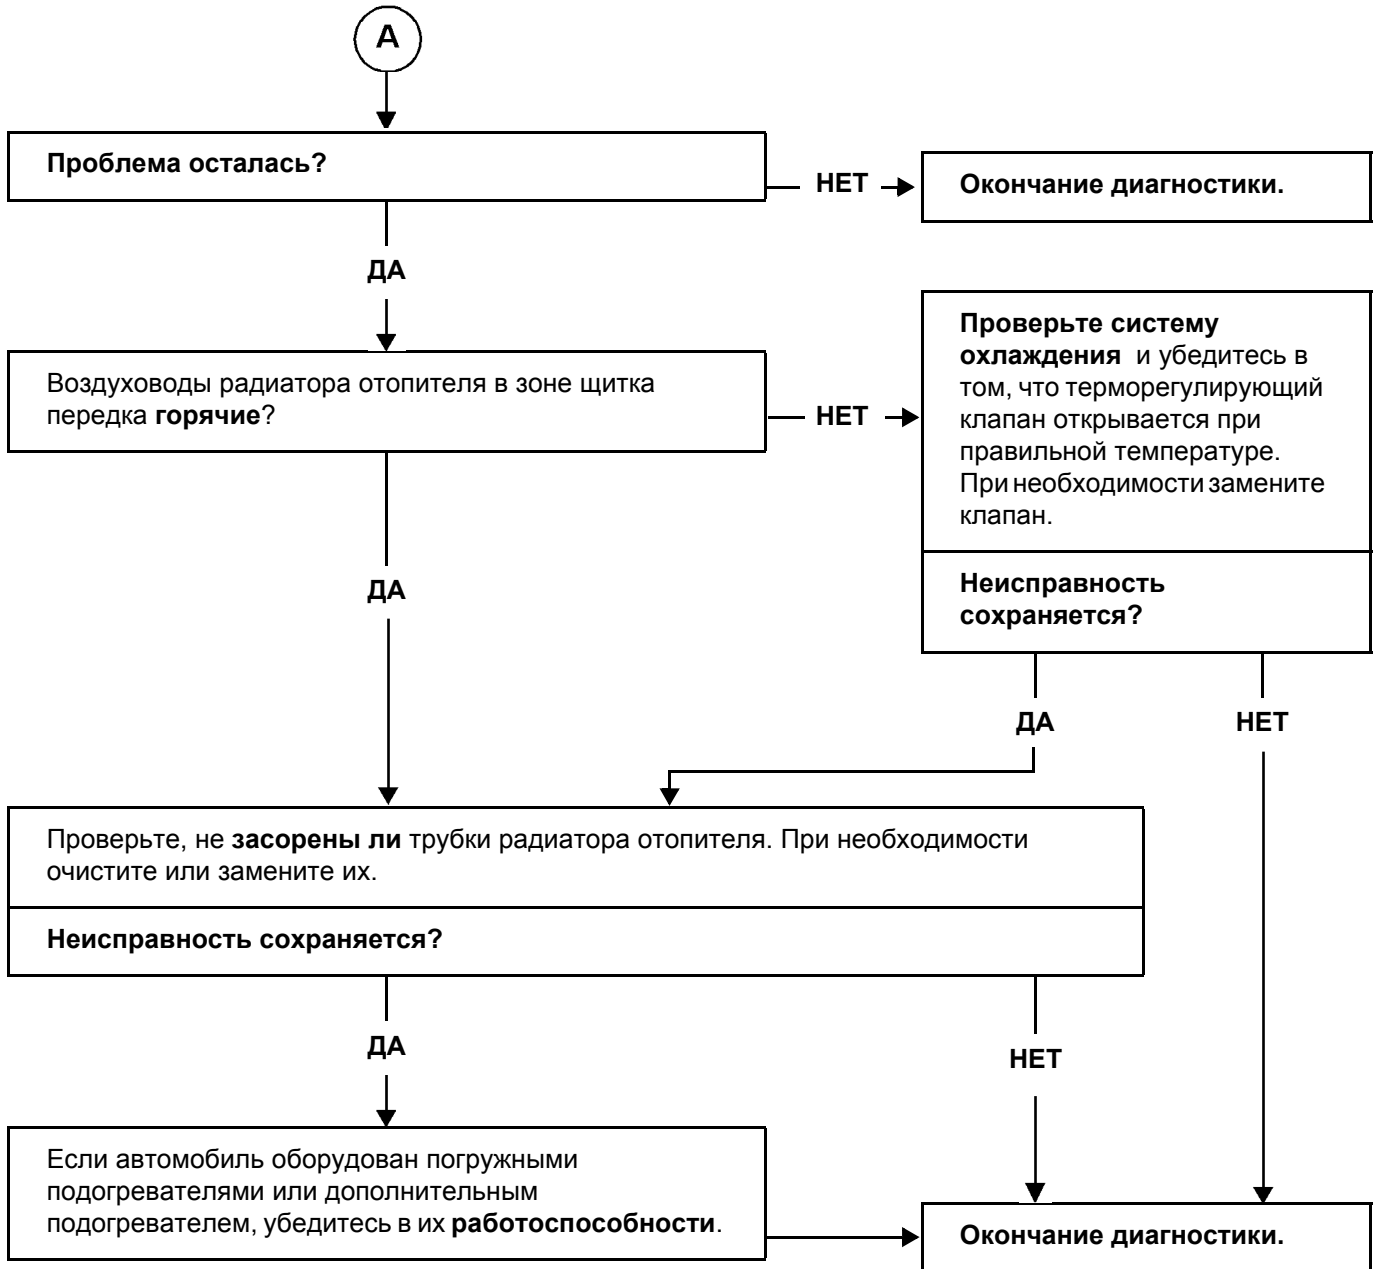 А
Проблема осталась?
НЕТ
Окончание диагностики.
ДА
Воздуховоды радиатора отопителя в зоне щитка
передка горячие?
НЕТ
Проверьте систему
охлаждения и убедитесь в
том, что терморегулирующий
клапан открывается при
правильной температуре.
При необходимости замените
клапан.
Неисправность
сохраняется?
ДА
ДА
НЕТ
Проверьте, не засорены ли трубки радиатора отопителя. При необходимости
очистите или замените их.
Неисправность сохраняется?
ДА
НЕТ
Если автомобиль оборудован погружными
подогревателями или дополнительным
подогревателем, убедитесь в их работоспособности.
Окончание диагностики.